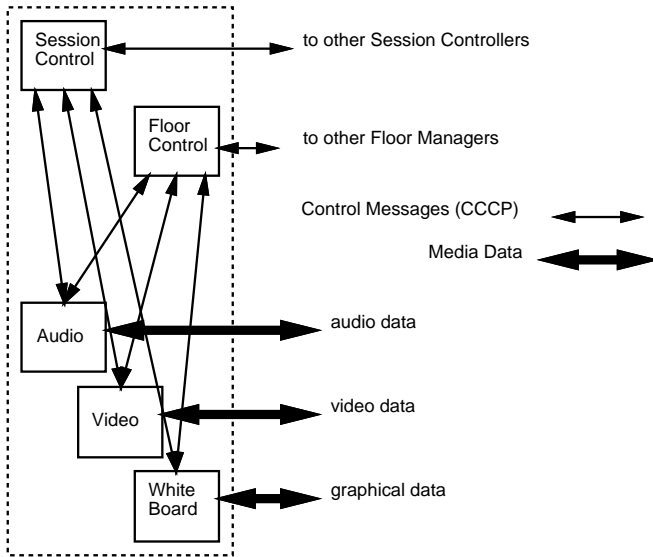 Session
Control
to other Session Controllers
Floor
Control
to other Floor Managers
Control Messages (CCCP)
Media Data
Audio
audio data
Video
video data
White
Board
graphical data